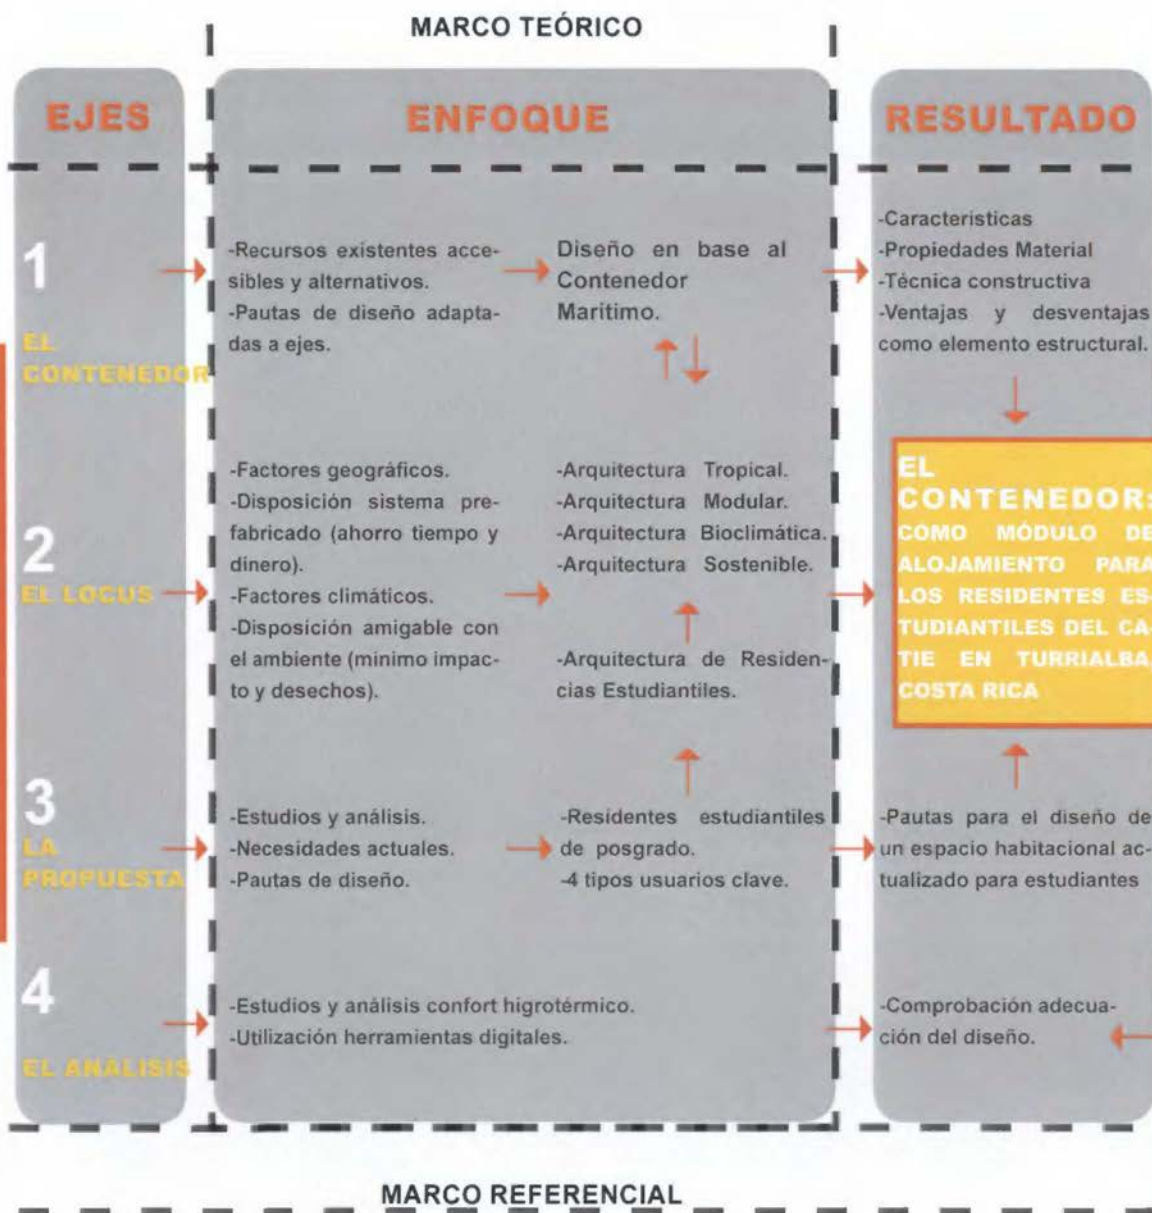 MARCO TEÓRICO
EJES
ENFOQUE
RESULTADO
1
EL
CONTENEDOR
-Recursos existentes acce-
sibles y alternativos.
-Pautas de diseño adapta-
das a ejes.
Diseño en base al
Contenedor
Marítimo.
-Características
-Propiedades Material
-Técnica constructiva
-Ventajas y desventajas
como elemento estructural.
2
EL LOCUS
-Factores geográficos.
-Disposición sistema pre-
fabricado (ahorro tiempo y
dinero).
-Factores climáticos.
-Disposición amigable con
el ambiente (minimo impac-
to y desechos).
-Arquitectura Tropical.
-Arquitectura Modular.
-Arquitectura Bioclimática.
-Arquitectura Sostenible.
-Arquitectura de Residen-
cias Estudiantiles.
EL
CONTENEDOR:
COMO MÓDULO DE
ALOJAMIENTO PARA
LOS RESIDENTES ES-
TUDIANTILES DEL CA-
TIE EN TURRIALBA,
COSTA RICA
3
LA
PROPUESTA
-Estudios y análisis.
-Necesidades actuales.
-Pautas de diseño.
-Residentes estudiantiles
de posgrado.
-4 tipos usuarios clave.
-Pautas para el diseño de
un espacio habitacional ac-
tualizado para estudiantes
4
EL ANÁLISIS
-Estudios y análisis confort higrotérmico.
-Utilización herramientas digitales.
-Comprobación adecua-
ción del diseño.
MARCO REFERENCIAL